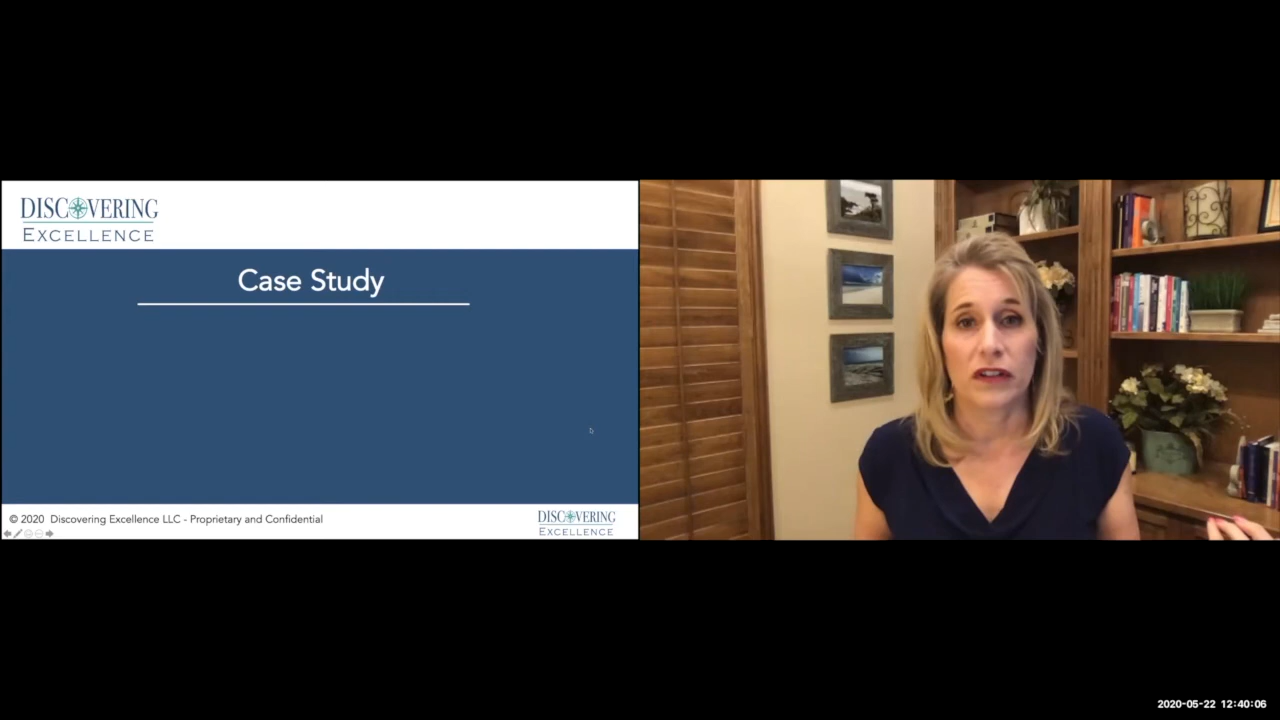 DISCOVERING
EXCELLENCE
Case Study
© 2020 Discovering Excellence LLC - Proprietary and Confidential
DISCOVERING
EXCELLENCE
2020-05-22 12:40:06